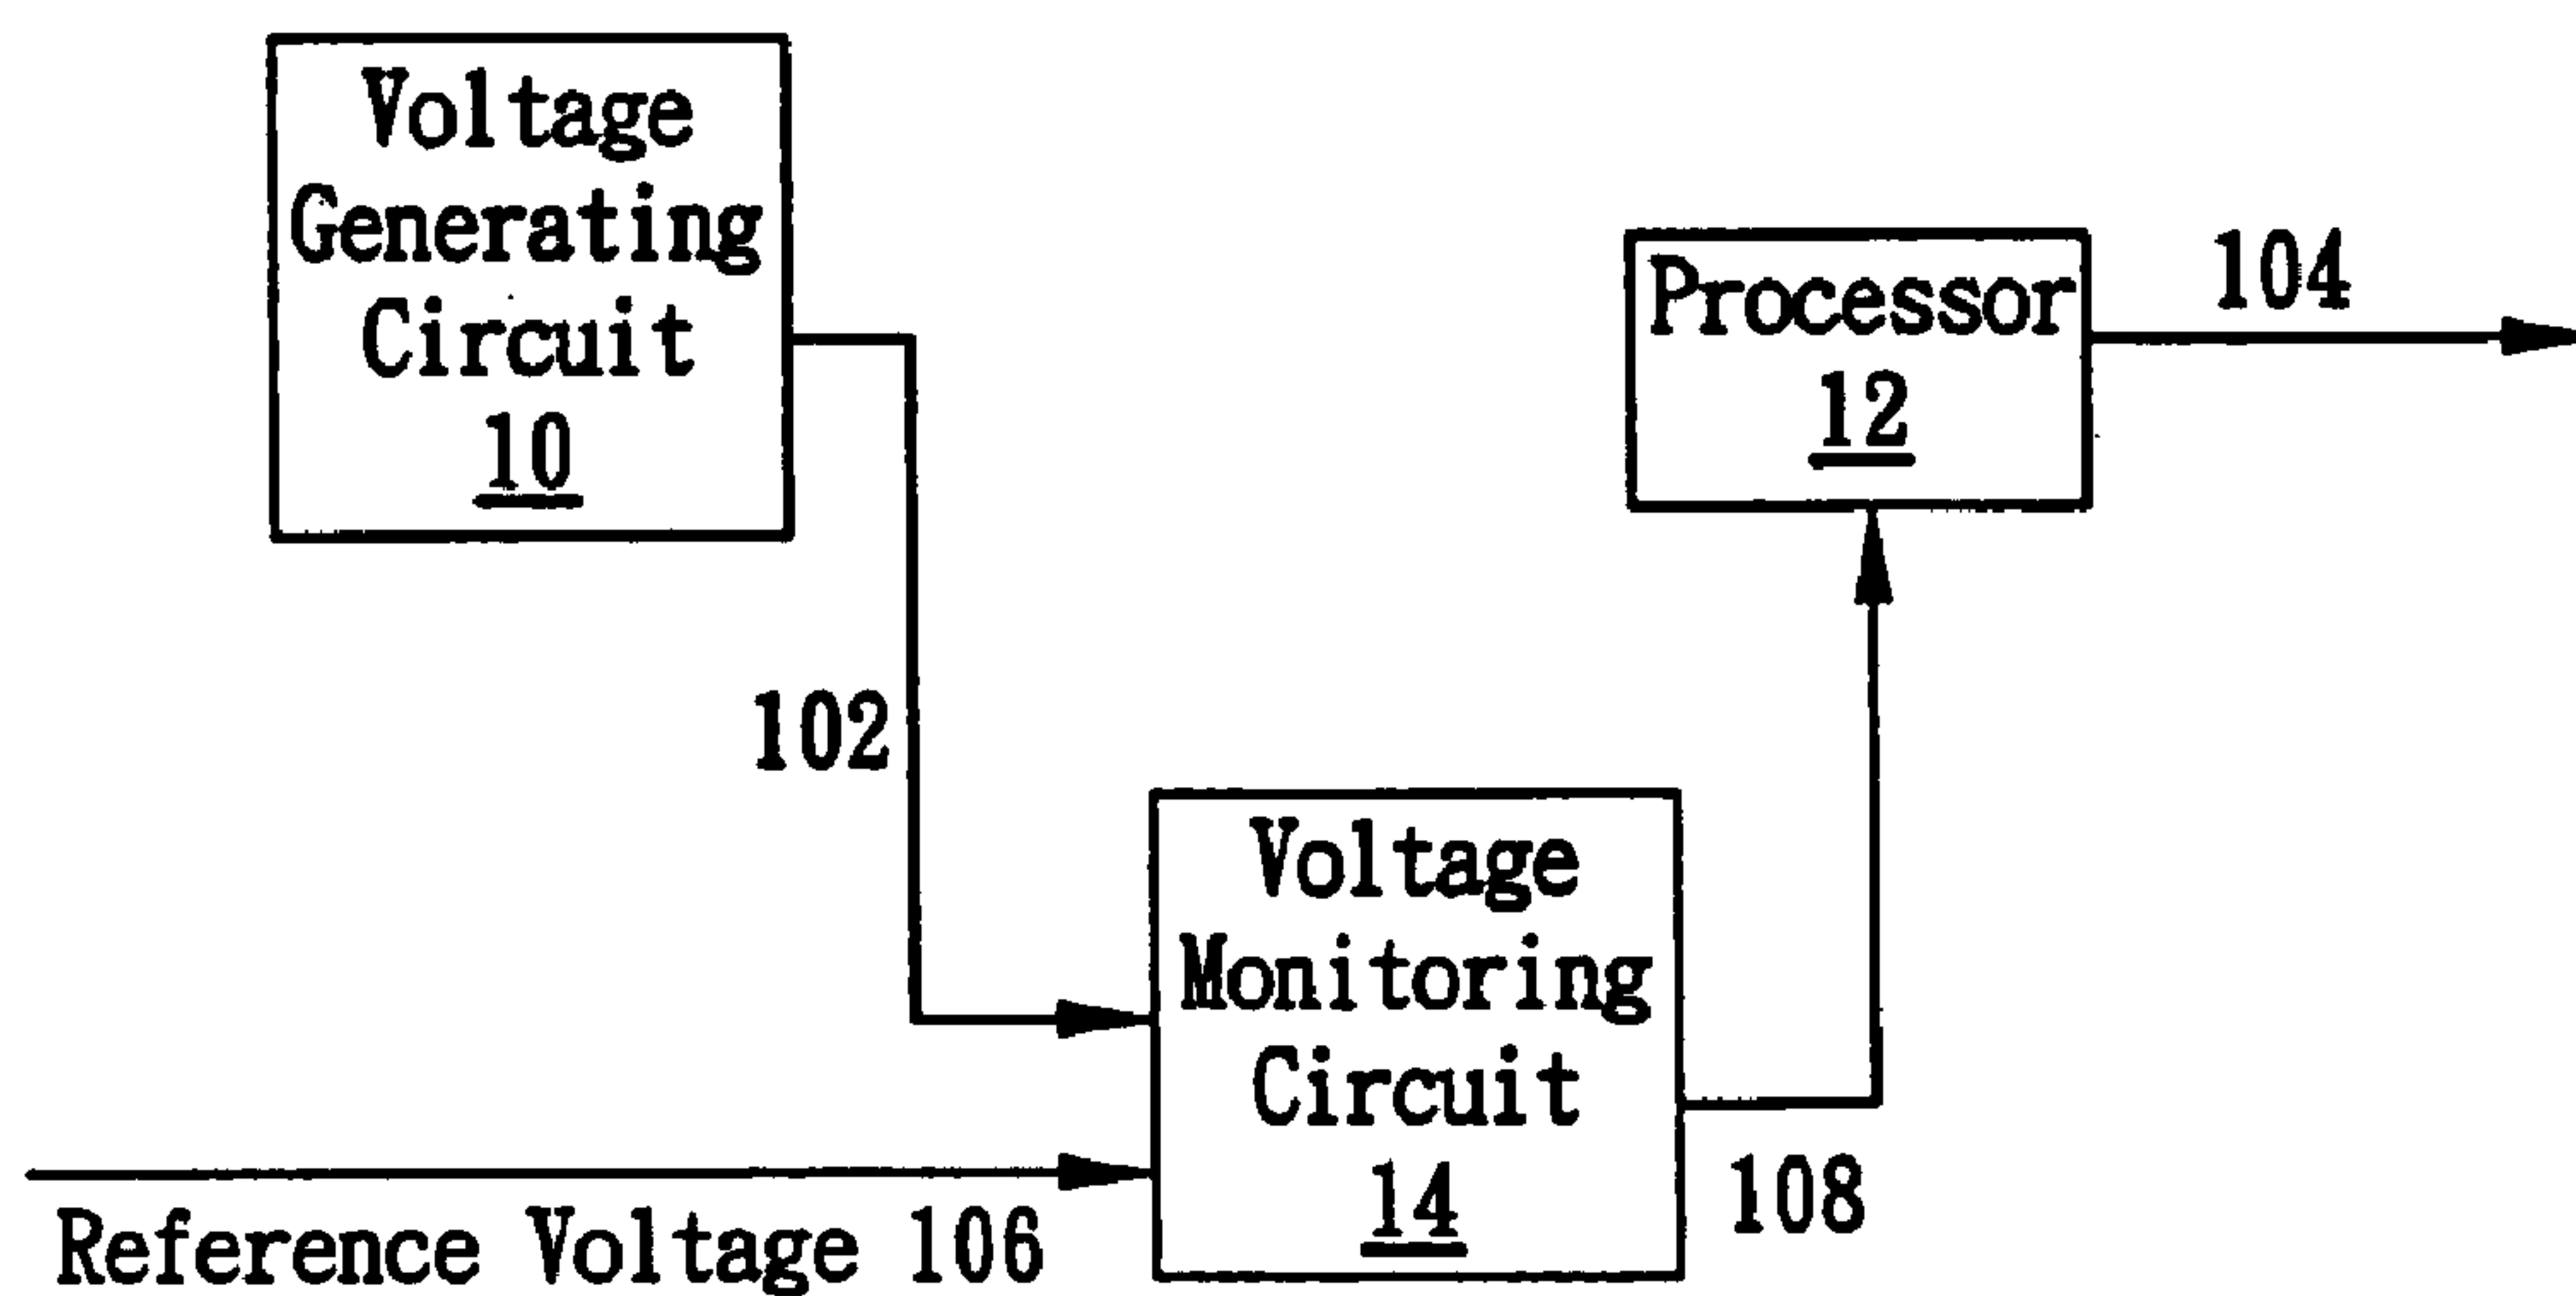 Voltage
Generating
Circuit
10
Processor
12
104
102
Voltage
Monitoring
Circuit
14
108
Reference Voltage 106